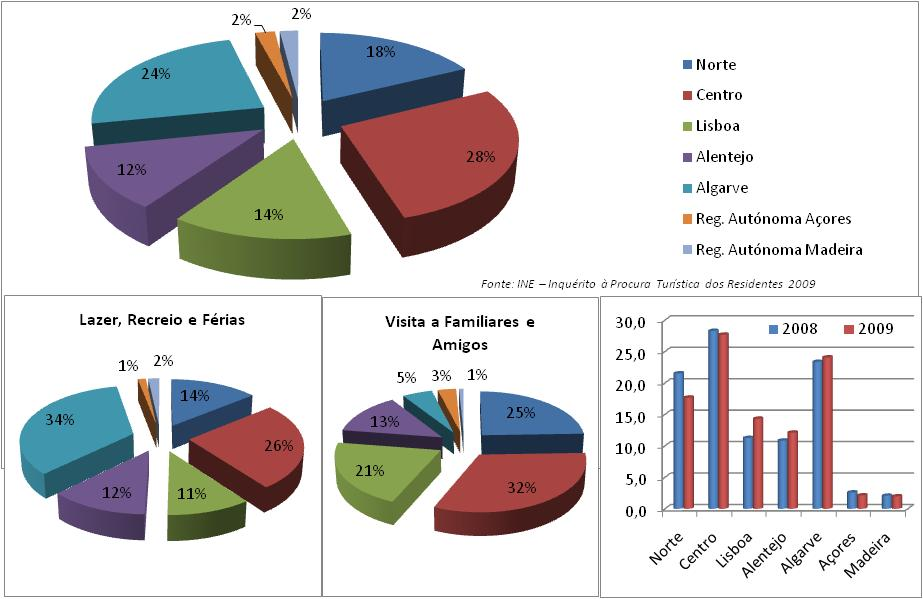 2%
2%
18%
24%
28%
12%
14%
Norte
Centro
Lisboa
Alentejo
Algarve
Reg. Autónoma Açores
Reg. Autónoma Madeira
Fonte: INE – Inquérito à Procura Turística dos Residentes 2009
Lazer, Recreio e Férias
1%
2%
14%
34%
26%
12%
11%
Visita a Familiares e
Amigos
5%
3%
1%
25%
13%
21%
32%
2008
2009
30,0
25,0
20,0
15,0
10,0
5,0
0,0
Norte
Centro
Lisboa
Alentejo
Algarve
Açores
Madeira